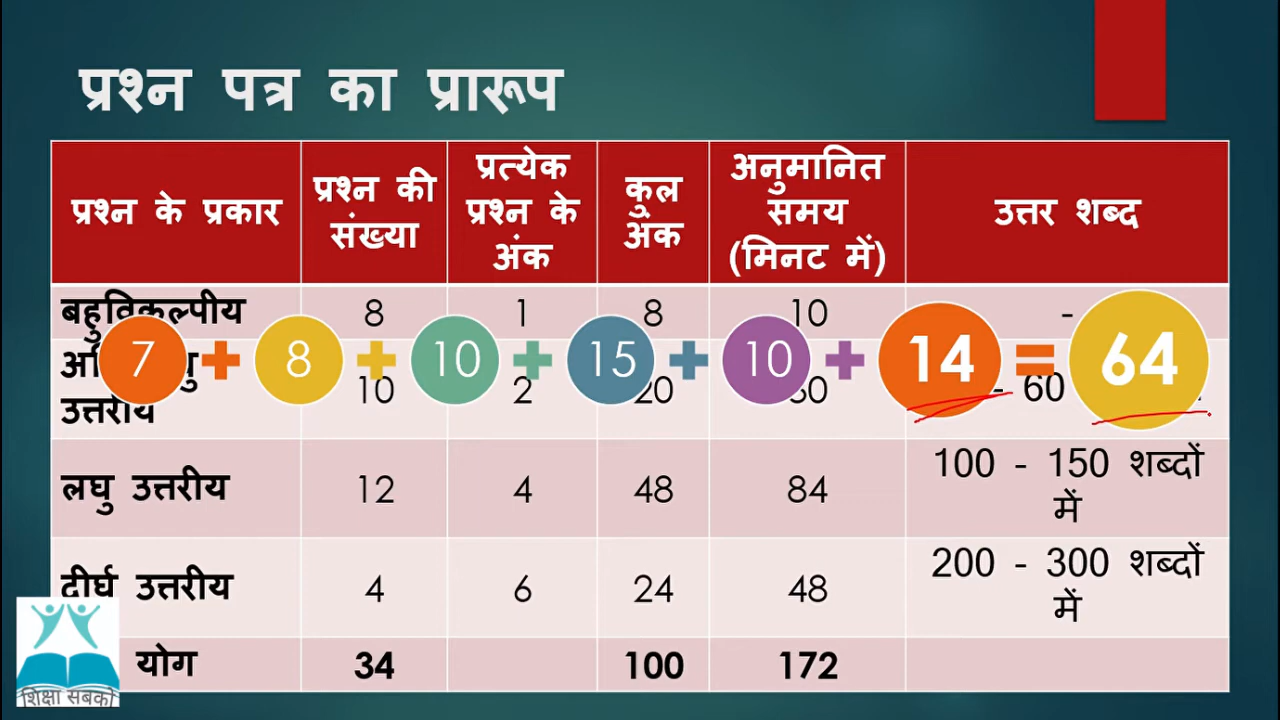 प्रश्न पत्र का प्रारूप
प्रश्न के प्रकार
प्रश्न की
संख्या
प्रत्येक
प्रश्न के
अंक
कुल
अंक
अनुमानित
समय
(मिनट में)
उत्तर शब्द
बहुविकल्पीय 8 1 8 10 -
7 + 8 + 10 + 15 + 10 + 14 = 64
उत्तरीय 10 2 20 - 60
लघु उत्तरीय 12 4 48 84
100 - 150 शब्दों
में
दीर्घ उत्तरीय 4 6 24 48
200 - 300 शब्दों
में
योग 34 100 172
शिक्षा सबको